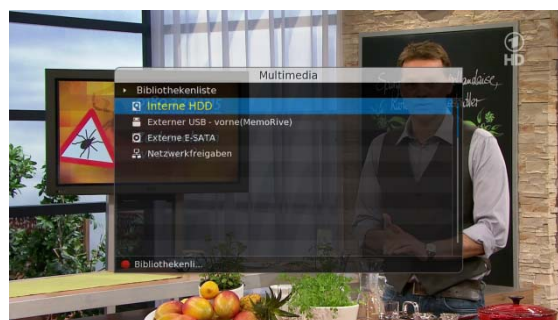 HD
Multimedia
Bibliothekenliste
Interne HDD
Externer USB - vorne(MemoRive)
Externe E-SATA
Netzwerkfreigaben
Bibliothekenli...